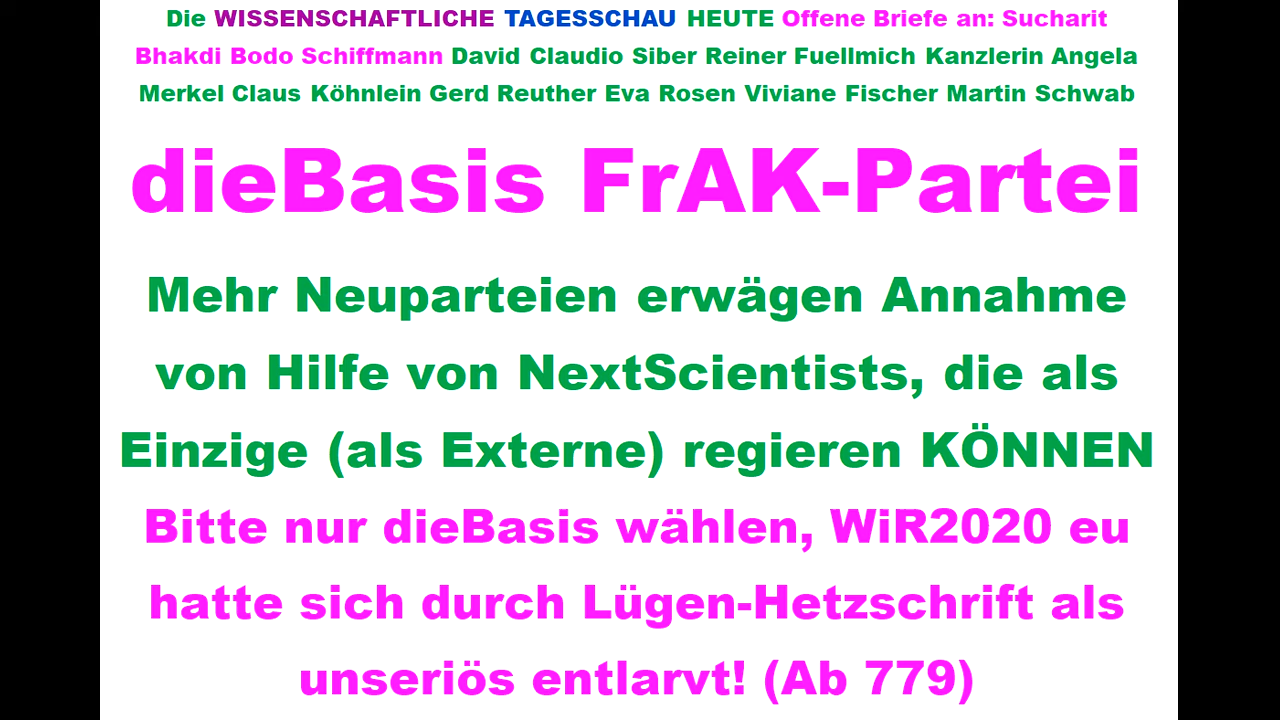 Die WISSENSCHAFTLICHE TAGESSCHAU HEUTE Offene Briefe an: Sucharit
Bhakdi Bodo Schiffmann David Claudio Siber Reiner Fuellmich Kanzlerin Angela
Merkel Claus Köhnlein Gerd Reuther Eva Rosen Viviane Fischer Martin Schwab
dieBasis FrAK-Partei
Mehr Neuparteien erwägen Annahme
von Hilfe von NextScientists, die als
Einzige (als Externe) regieren KÖNNEN
Bitte nur dieBasis wählen, WiR2020 eu
hatte sich durch Lügen-Hetzschrift als
unseriös entlarvt! (Ab 779)